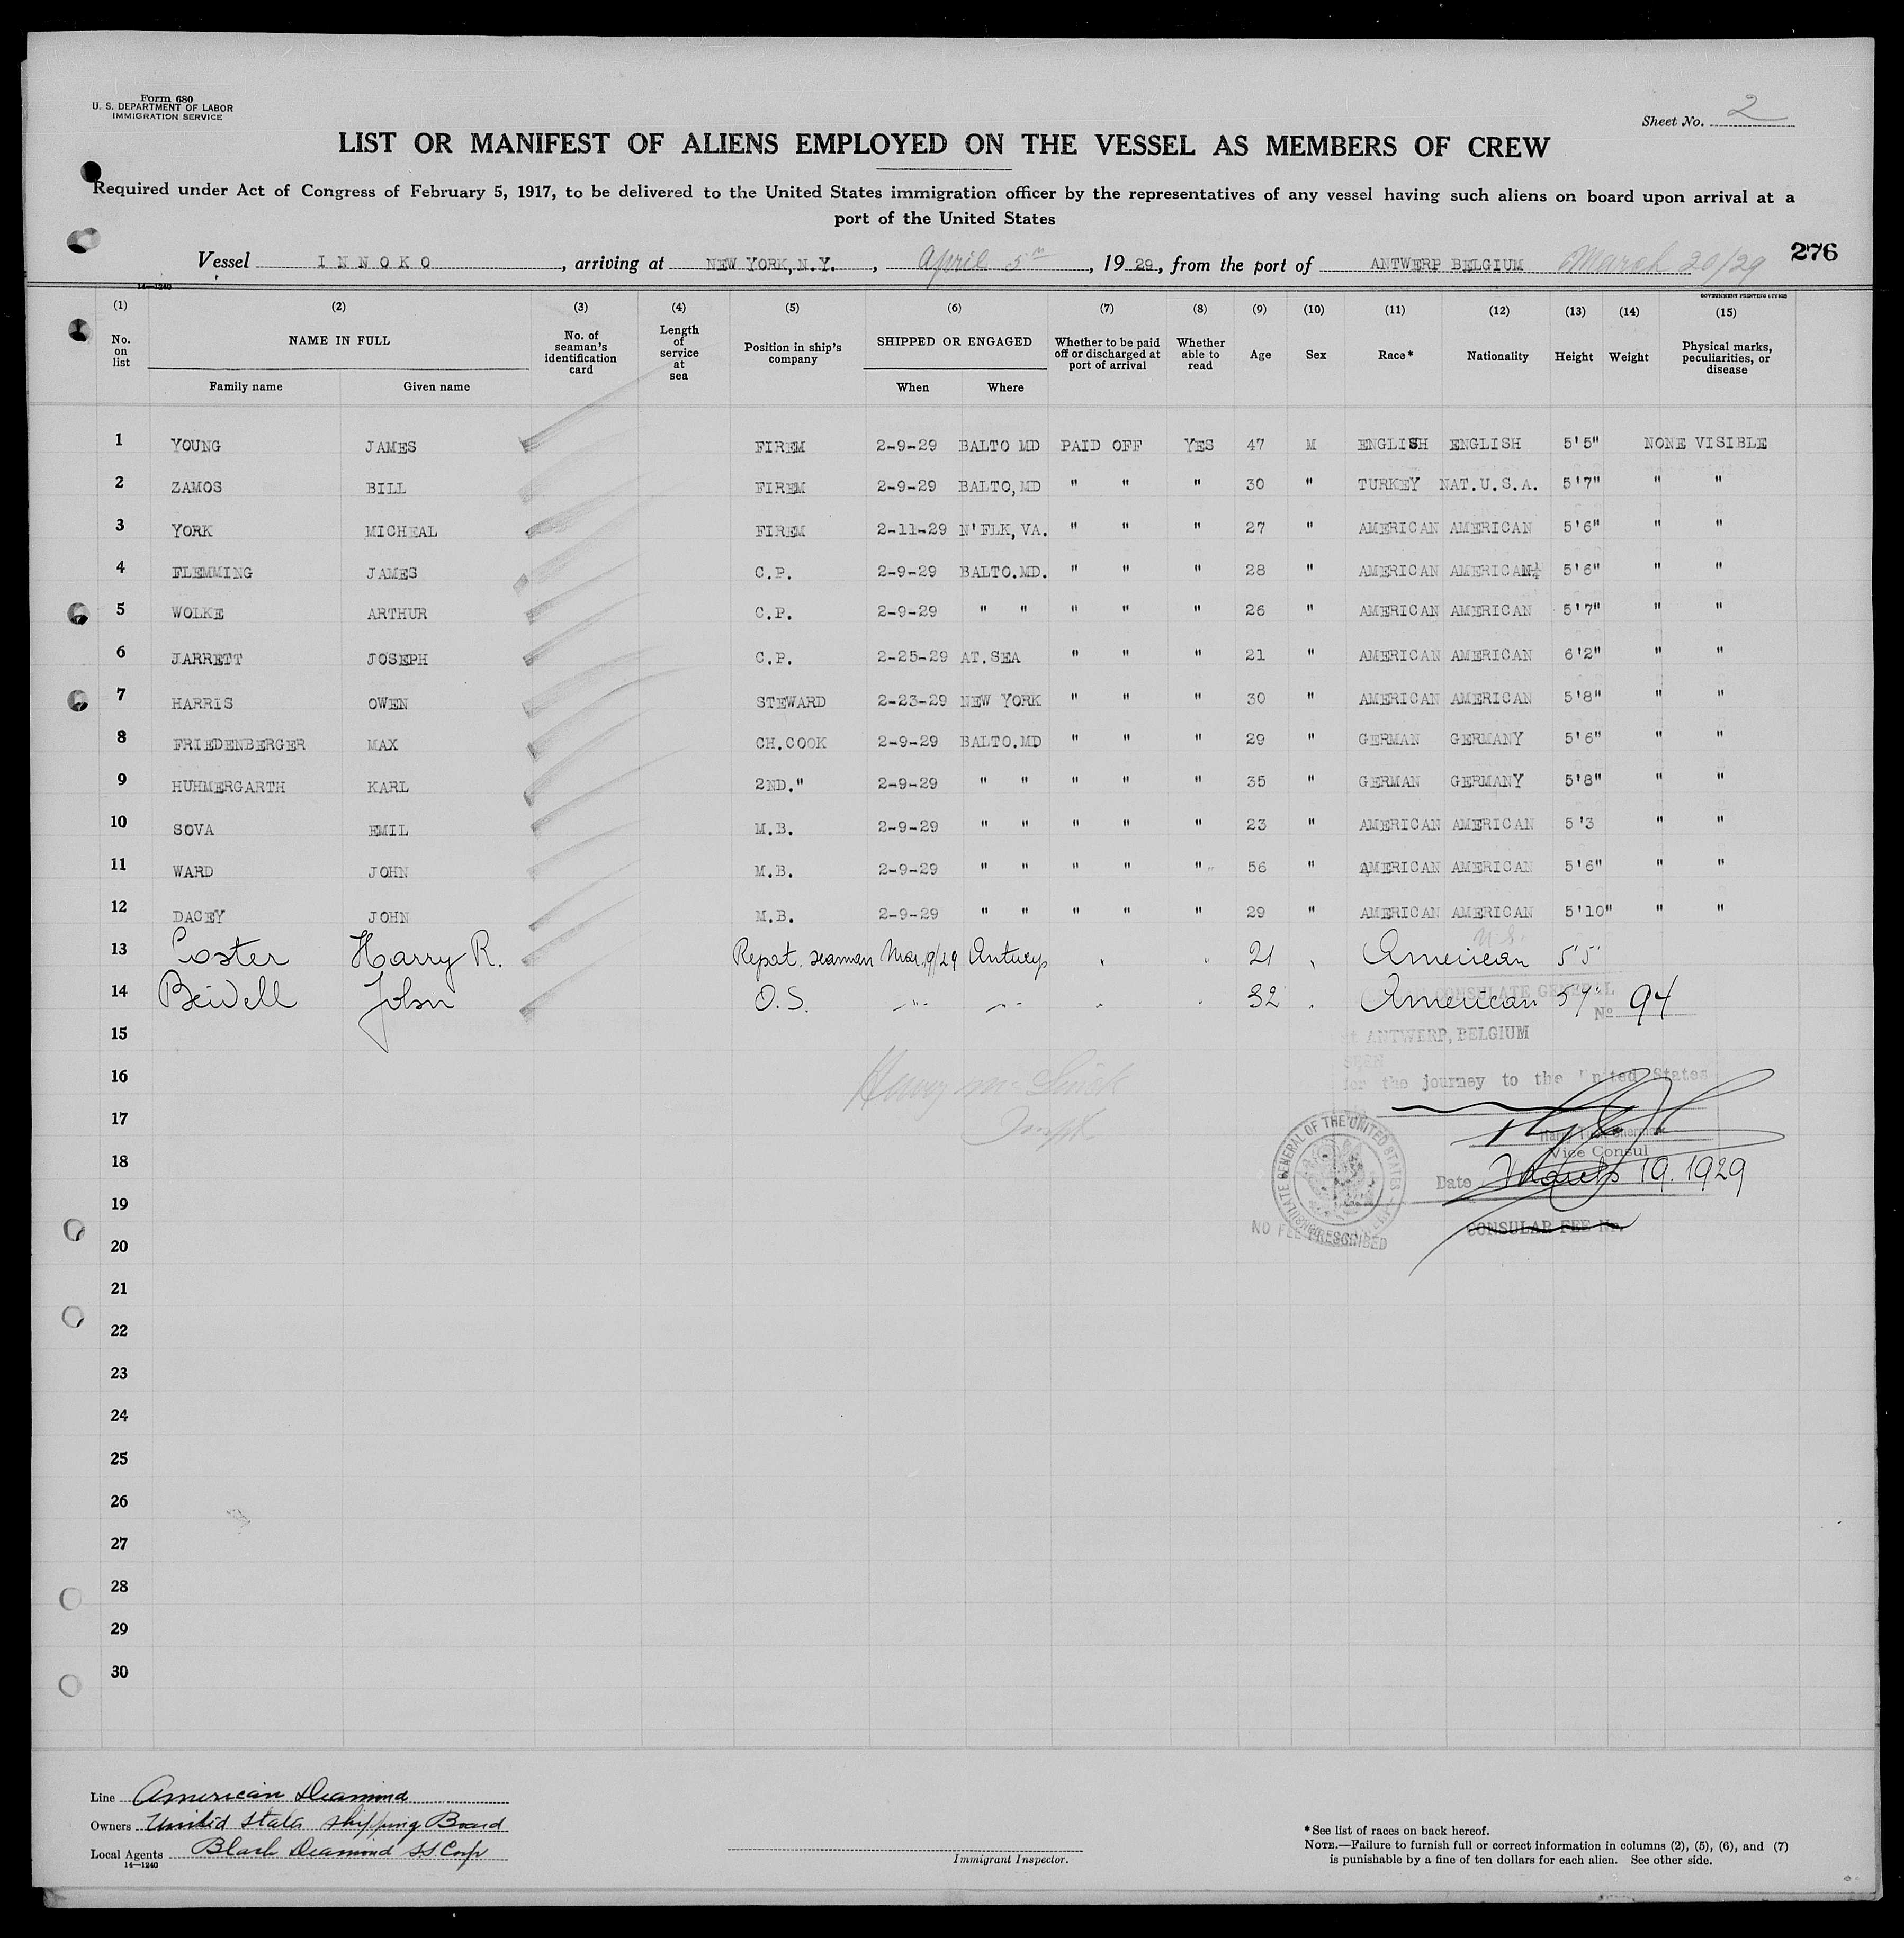 Form 680
U. S. DEPARTMENT OF LABOR
IMMIGRATION SERVICE
Sheet No. 2
LIST OR MANIFEST OF ALIENS EMPLOYED ON THE VESSEL AS MEMBERS OF CREW
Required under Act of Congress of February 5, 1917, to be delivered to the United States immigration officer by the representatives of any vessel having such aliens on board upon arrival at a
port of the United States
Vessel INNOKO, arriving at NEW YORK, N.Y., April 5th, 1929, from the port of ANTWERP BELGIUM March 20/29 276
14—1240
GOVERNMENT PRINTING OFFICE
(1) (2) (3) (4) (5) (6) (7) (8) (9) (10) (11) (12) (13) (14) (15)
No. on list NAME IN FULL No. of seaman's identification card Length of service at sea Position in ship's company SHIPPED OR ENGAGED Whether to be paid off or discharged at port of arrival Whether able to read Age Sex Race* Nationality Height Weight Physical marks, peculiarities, or disease
Family name Given name When Where
1 YOUNG JAMES FIREM 2-9-29 BALTO MD PAID OFF YES 47 M ENGLISH ENGLISH 5'5" NONE VISIBLE
2 ZAMOS BILL FIREM 2-9-29 BALTO, MD " " " 30 " TURKEY NAT.U.S.A. 5'7" " "
3 YORK MICHEAL FIREM 2-11-29 N'FLK, VA. " " " 27 " AMERICAN AMERICAN 5'6" " "
4 FLEMMING JAMES C.P. 2-9-29 BALTO.MD. " " " 28 " AMERICAN AMERICAN 5'6" " "
5 WOLKE ARTHUR C.P. 2-9-29 " " " " " 26 " AMERICAN AMERICAN 5'7" " "
6 JARRETT JOSEPH C.P. 2-25-29 AT.SEA " " " 21 " AMERICAN AMERICAN 6'2" " "
7 HARRIS OWEN STEWARD 2-23-29 NEW YORK " " " 30 " AMERICAN AMERICAN 5'8" " "
8 FRIEDENBERGER MAX CH.COOK 2-9-29 BALTO.MD " " " 29 " GERMAN GERMANY 5'6" " "
9 HUHMERGARTH KARL 2ND." 2-9-29 " " " " " 35 " GERMAN GERMANY 5'8" " "
10 SOVA EMIL M.B. 2-9-29 " " " " " 23 " AMERICAN AMERICAN 5'3 " "
11 WARD JOHN M.B. 2-9-29 " " " " " 56 " AMERICAN AMERICAN 5'6" " "
12 DACEY JOHN M.B. 2-9-29 " " " " " 29 " AMERICAN AMERICAN 5'10" " "
U.S.
13 Coster Harry R. Repat. seaman Mar. 19/29 Antwerp " " 21 " American 5'5"
14 Beidell John O.S. " " " " 32 " American 5'9"
CONSULATE GENERAL
No 94
15
at ANTWERP, BELGIUM
SEEN
16
for the journey to the United States
17
18
Vice Consul
Date March 19. 1929
19
CONSULATE GENERAL OF THE UNITED STATES
NO FEE PRESCRIBED
CONSULAR FEE No.
20
21
22
23
24
25
26
27
28
29
30
Line American Diamond
Owners United States Shipping Board
Local Agents Black Diamond SS Corp
14—1240
Immigrant Inspector.
* See list of races on back hereof.
NOTE.—Failure to furnish full or correct information in columns (2), (5), (6), and (7)
is punishable by a fine of ten dollars for each alien. See other side.